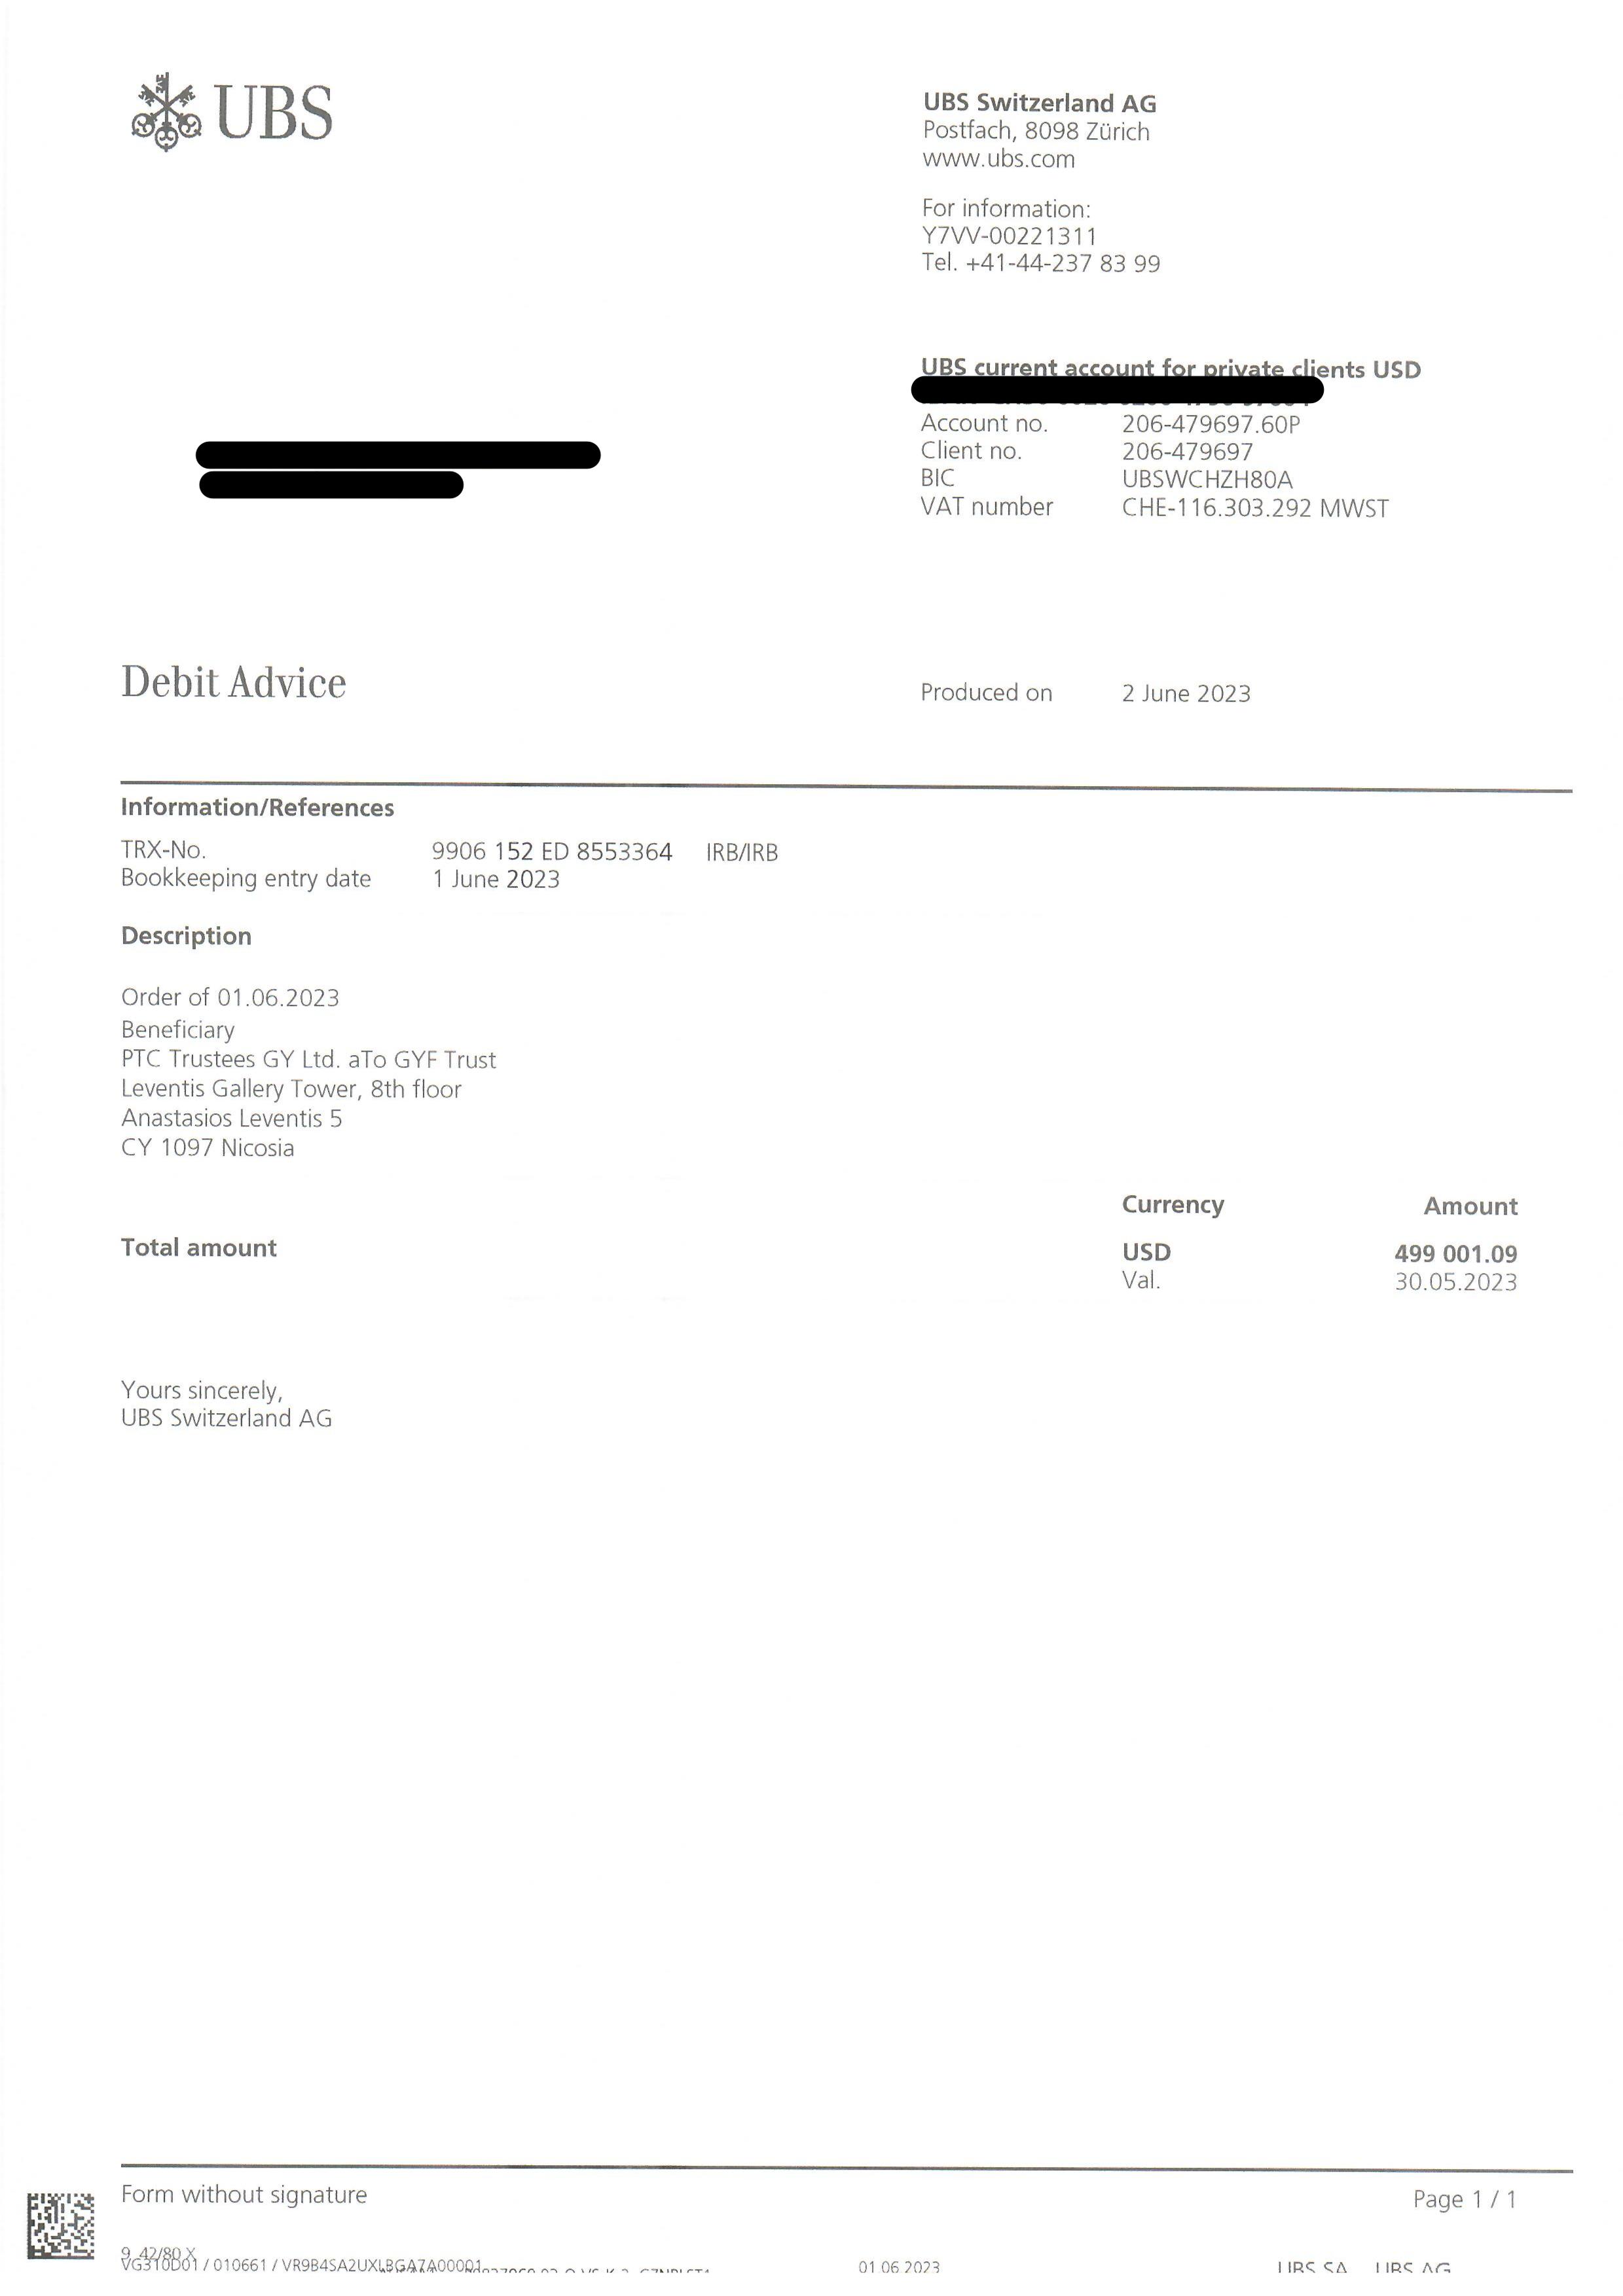 UBS
UBS Switzerland AG
Postfach, 8098 Zürich
www.ubs.com
For information:
Y7VV-00221311
Tel. +41-44-237 83 99
UBS current account for private clients USD
Account no. 206-479697.60P
Client no. 206-479697
BIC UBSWCHZH80A
VAT number CHE-116.303.292 MWST
Debit Advice
Produced on 2 June 2023
Information/References
TRX-No. 9906 152 ED 8553364 IRB/IRB
Bookkeeping entry date 1 June 2023
Description
Order of 01.06.2023
Beneficiary
PTC Trustees GY Ltd. aTo GYF Trust
Leventis Gallery Tower, 8th floor
Anastasios Leventis 5
CY 1097 Nicosia
Currency Amount
Total amount USD 499 001.09
Val. 30.05.2023
Yours sincerely,
UBS Switzerland AG
Form without signature
Page 1 / 1
9 42/80 X
VG310D01 / 010661 / VR9B4SA2UXLBGA7A00001
01.06.2023
UBS SA UBS AG